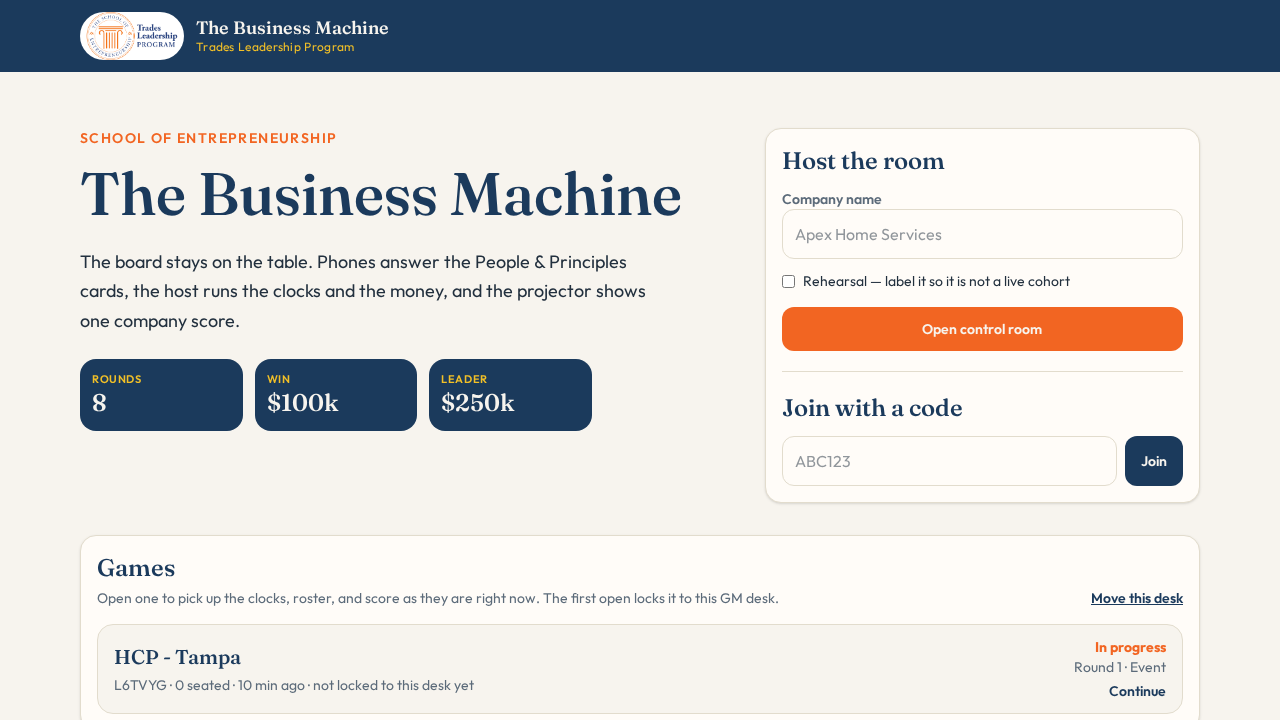 THE SCHOOL OF
ENTREPRENEURSHIP
Trades
Leadership
PROGRAM
The Business Machine
Trades Leadership Program
SCHOOL OF ENTREPRENEURSHIP
The Business Machine
The board stays on the table. Phones answer the People & Principles
cards, the host runs the clocks and the money, and the projector shows
one company score.
ROUNDS
8
WIN
$100k
LEADER
$250k
Host the room
Company name
Apex Home Services
Rehearsal — label it so it is not a live cohort
Open control room
Join with a code
ABC123
Join
Games
Open one to pick up the clocks, roster, and score as they are right now. The first open locks it to this GM desk.
Move this desk
HCP - Tampa
L6TVYG · 0 seated · 10 min ago · not locked to this desk yet
In progress
Round 1 · Event
Continue